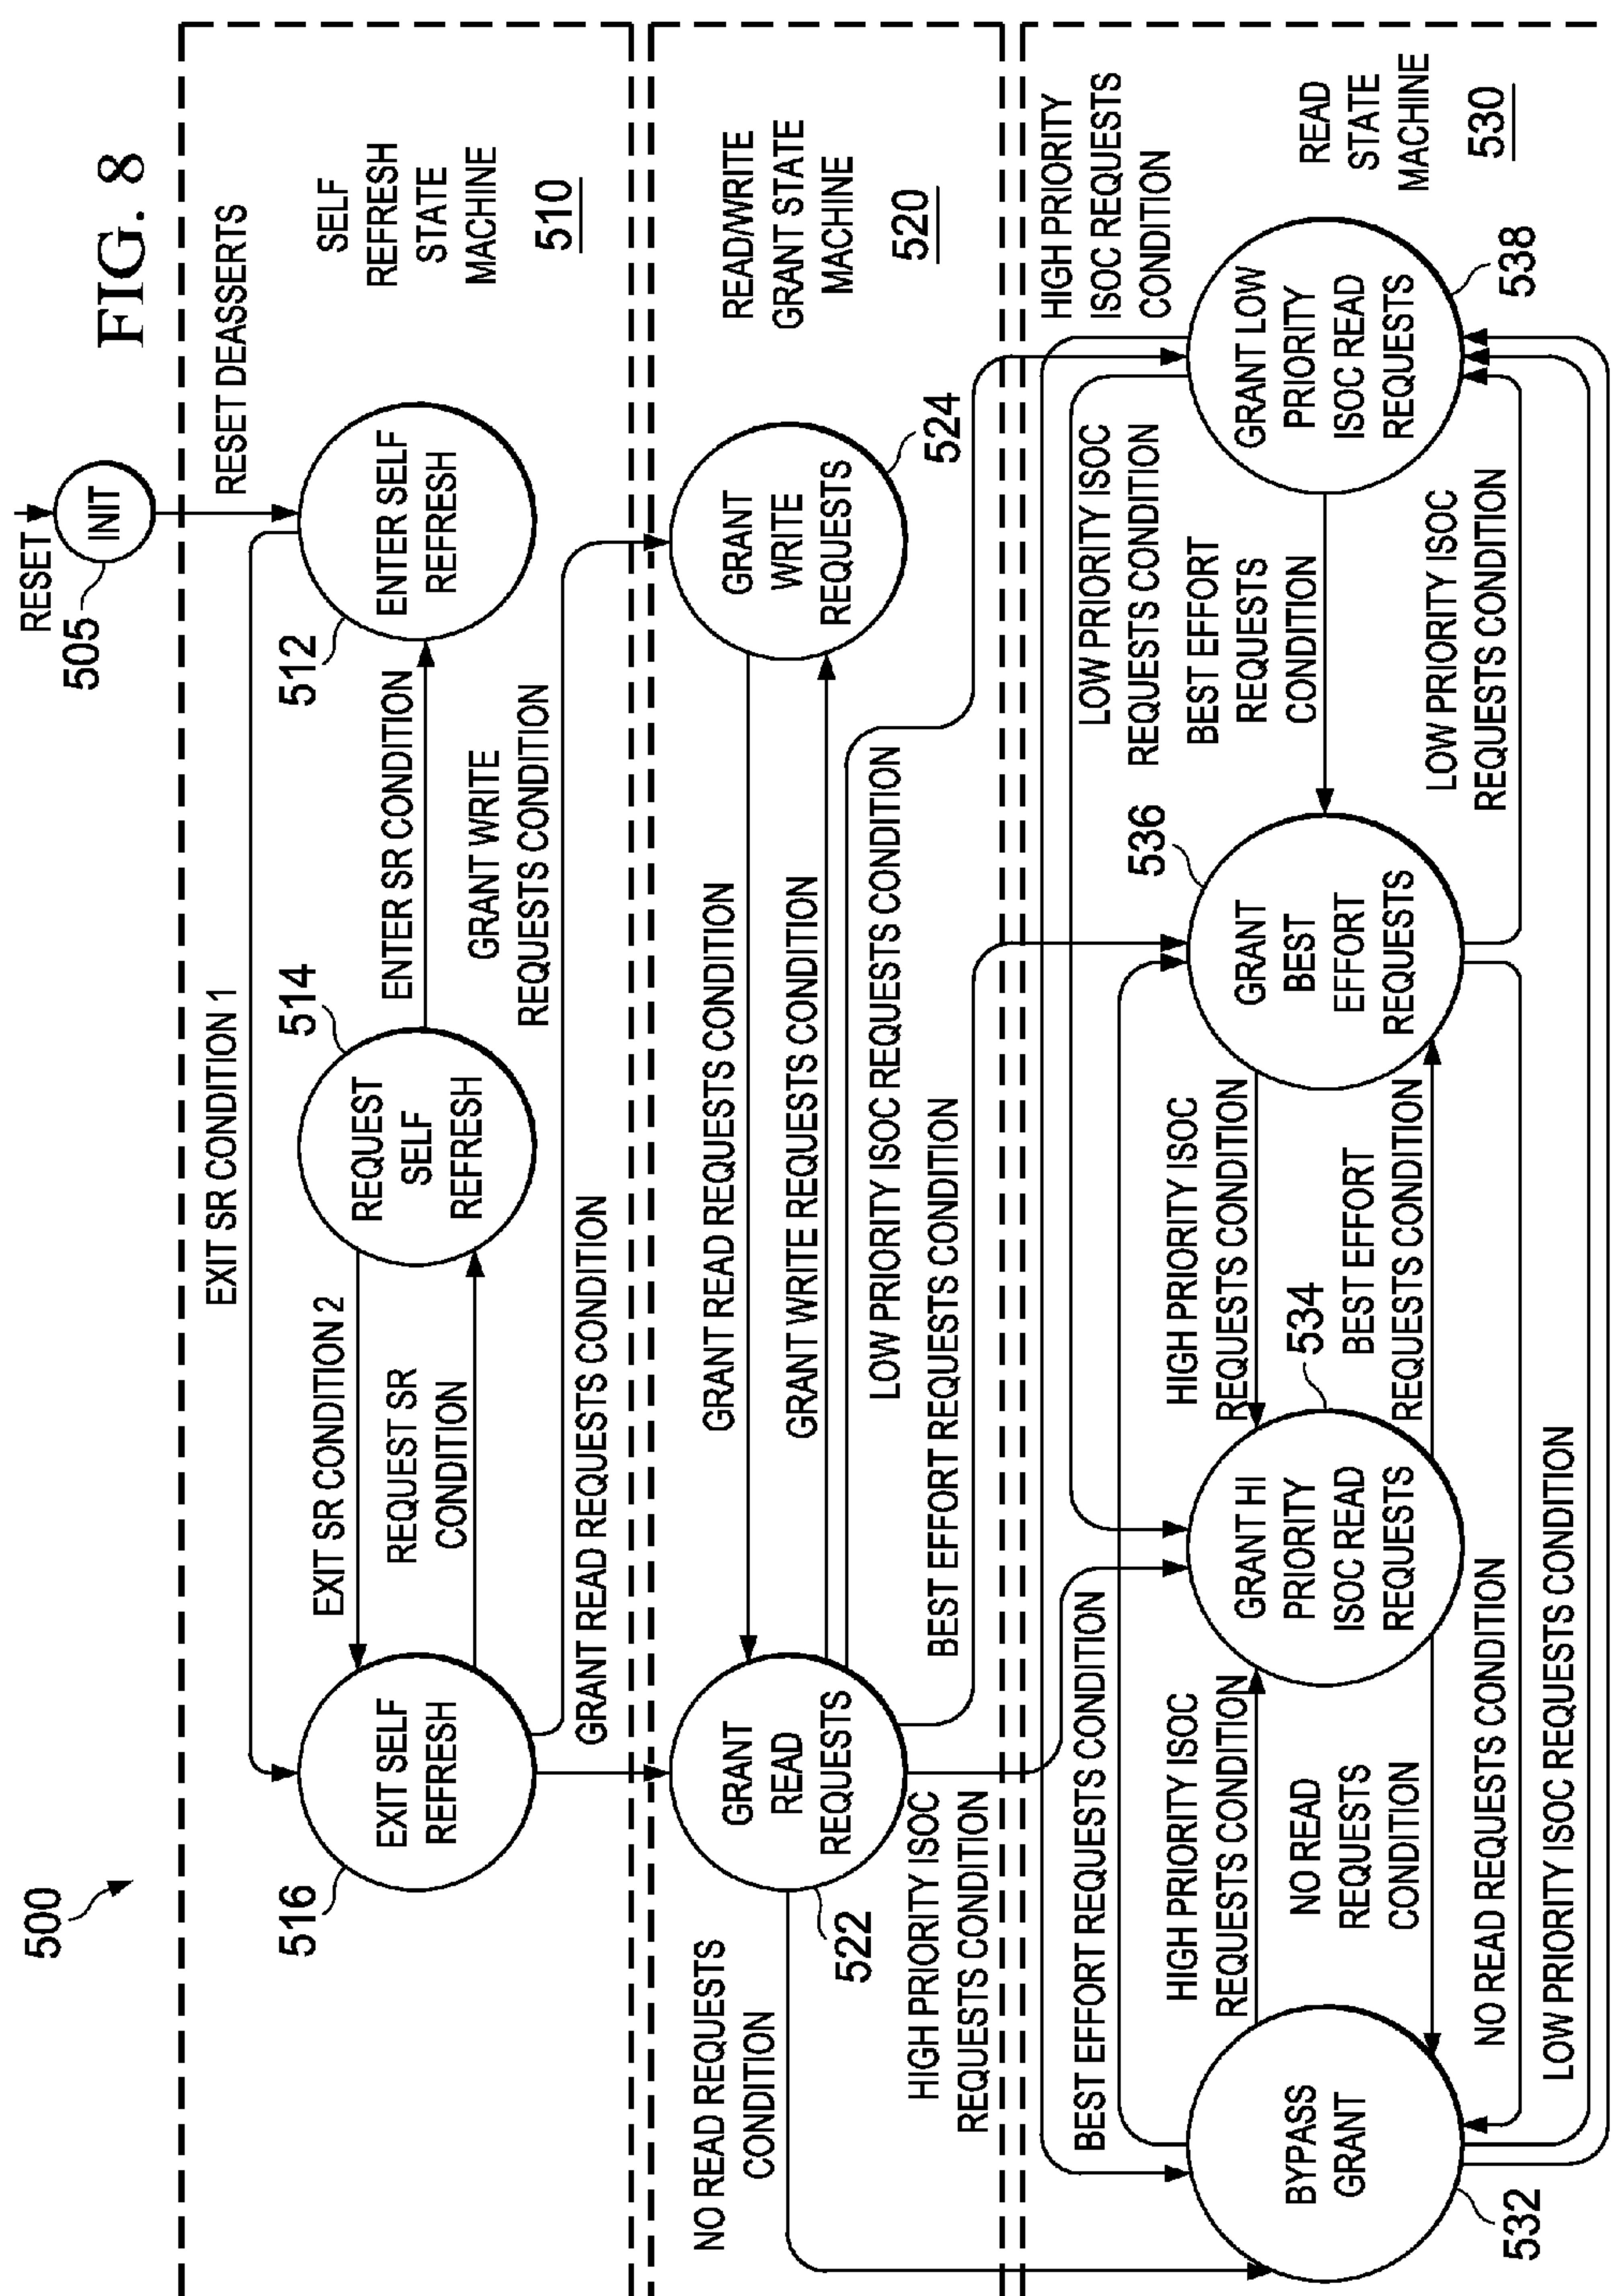 FIG. 8
500
RESET
INIT
505
RESET DEASSERTS
EXIT SR CONDITION 1
EXIT SELF
REFRESH
516
EXIT SR CONDITION 2
REQUEST SR
CONDITION
REQUEST
SELF
REFRESH
514
ENTER SR CONDITION
ENTER SELF
REFRESH
512
SELF
REFRESH
STATE
MACHINE
510
GRANT WRITE
REQUESTS CONDITION
GRANT READ REQUESTS CONDITION
NO READ REQUESTS
CONDITION
GRANT
READ
REQUESTS
522
GRANT READ REQUESTS CONDITION
GRANT WRITE REQUESTS CONDITION
LOW PRIORITY ISOC REQUESTS CONDITION
BEST EFFORT REQUESTS CONDITION
GRANT
WRITE
REQUESTS
524
READ/WRITE
GRANT STATE
MACHINE
520
HIGH PRIORITY ISOC
REQUESTS CONDITION
HIGH PRIORITY
ISOC REQUESTS
CONDITION
BEST EFFORT REQUESTS CONDITION
LOW PRIORITY ISOC
REQUESTS CONDITION
BYPASS
GRANT
532
HIGH PRIORITY ISOC
REQUESTS CONDITION
NO READ
REQUESTS
CONDITION
GRANT HI
PRIORITY
ISOC READ
REQUESTS
534
HIGH PRIORITY ISOC
REQUESTS CONDITION
BEST EFFORT
REQUESTS CONDITION
GRANT
BEST
EFFORT
REQUESTS
536
BEST EFFORT
REQUESTS
CONDITION
GRANT LOW
PRIORITY
ISOC READ
REQUESTS
538
READ
STATE
MACHINE
530
LOW PRIORITY ISOC
REQUESTS CONDITION
NO READ REQUESTS CONDITION
LOW PRIORITY ISOC REQUESTS CONDITION